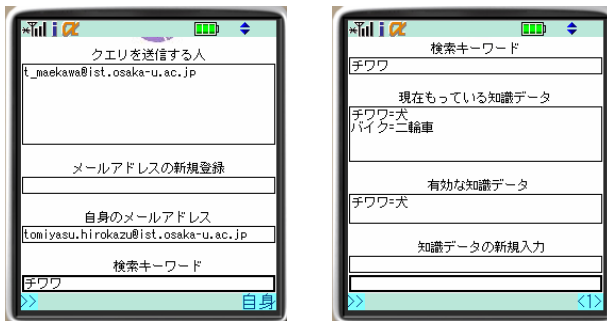 クエリを送信する人
t_maekawa@ist.osaka-u.ac.jp
メールアドレスの新規登録
自身のメールアドレス
tomiyasu.hirokazu@ist.osaka-u.ac.jp
検索キーワード
チワワ
>>
自身
検索キーワード
チワワ
現在もっている知識データ
チワワ=犬
バイク=二輪車
有効な知識データ
チワワ=犬
知識データの新規入力
>>
<1>